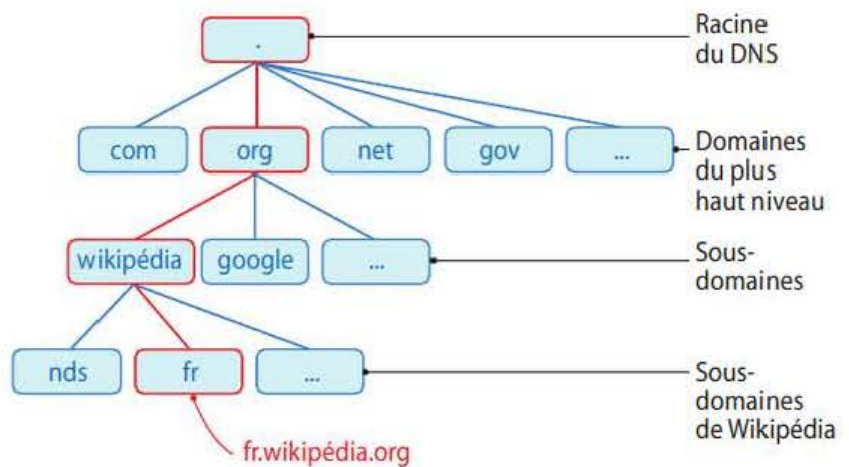 .
Racine
du DNS
com
org
net
gov
...
Domaines
du plus
haut niveau
wikipédia
google
...
Sous-
domaines
nds
fr
...
Sous-
domaines
de Wikipédia
fr.wikipédia.org